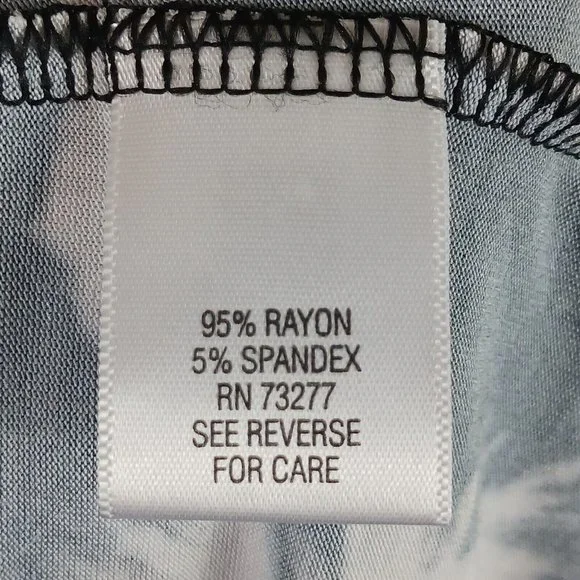 95% RAYON
5% SPANDEX
RN 73277
SEE REVERSE
FOR CARE